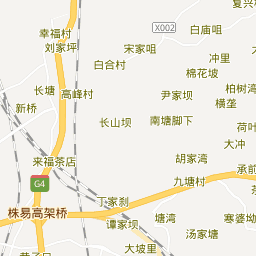 复兴
白庙咀
X002
幸福村
刘家坪
宋家咀
冲里
白合村
棉花坡
长塘
高峰村
尹家坝
柏树湾
横垄
新桥
长山坝
南塘脚下
荷叶
大冲
来福茶店
胡家湾
承前
G4
九塘村
丁家刹
株易高架桥
谭家坝
塘湾
寨婆坳
汤家塘
大坡里